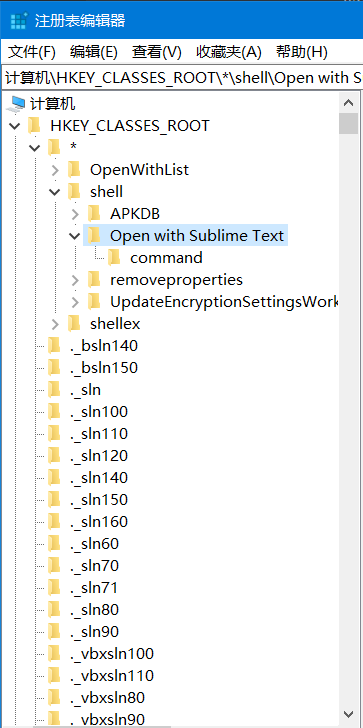 注册表编辑器
文件(F) 编辑(E) 查看(V) 收藏夹(A) 帮助(H)
计算机\HKEY_CLASSES_ROOT\*\shell\Open with S
计算机
HKEY_CLASSES_ROOT
*
OpenWithList
shell
APKDB
Open with Sublime Text
command
removeproperties
UpdateEncryptionSettingsWork
shellex
._bsln140
._bsln150
._sln
._sln100
._sln110
._sln120
._sln140
._sln150
._sln160
._sln60
._sln70
._sln71
._sln80
._sln90
._vbxsln100
._vbxsln110
._vbxsln80
._vbxsln90